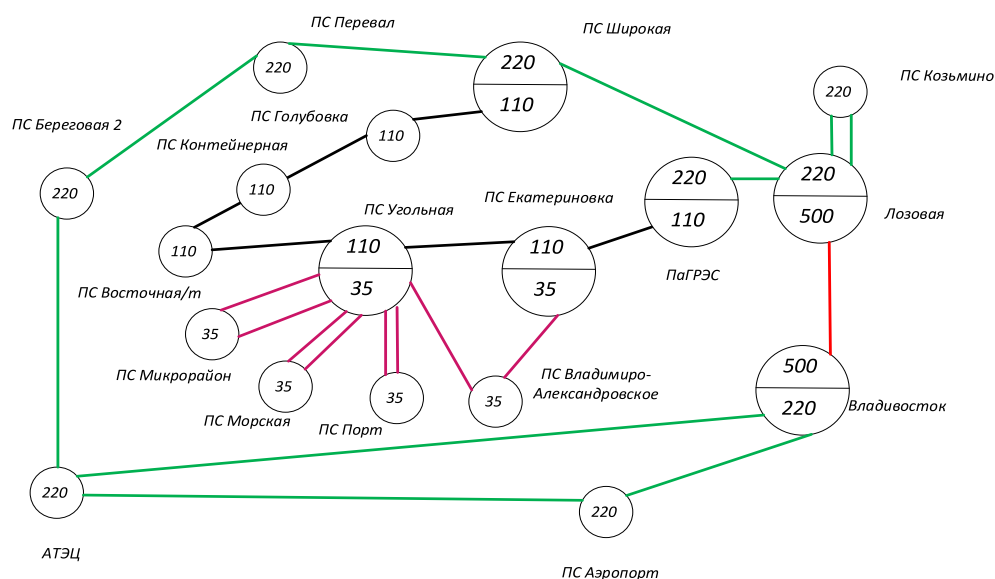 ПС Перевал
ПС Широкая
220
220
110
ПС Козьмино
220
ПС Береговая 2
220
ПС Голубовка
110
ПС Контейнерная
110
110
ПС Восточная/т
ПС Угольная
110
35
ПС Екатериновка
110
35
220
110
ПаГРЭС
220
500
Лозовая
35
ПС Микрорайон
35
ПС Морская
35
ПС Порт
35
ПС Владимиро-
Александровское
500
220
Владивосток
220
АТЭЦ
220
ПС Аэропорт